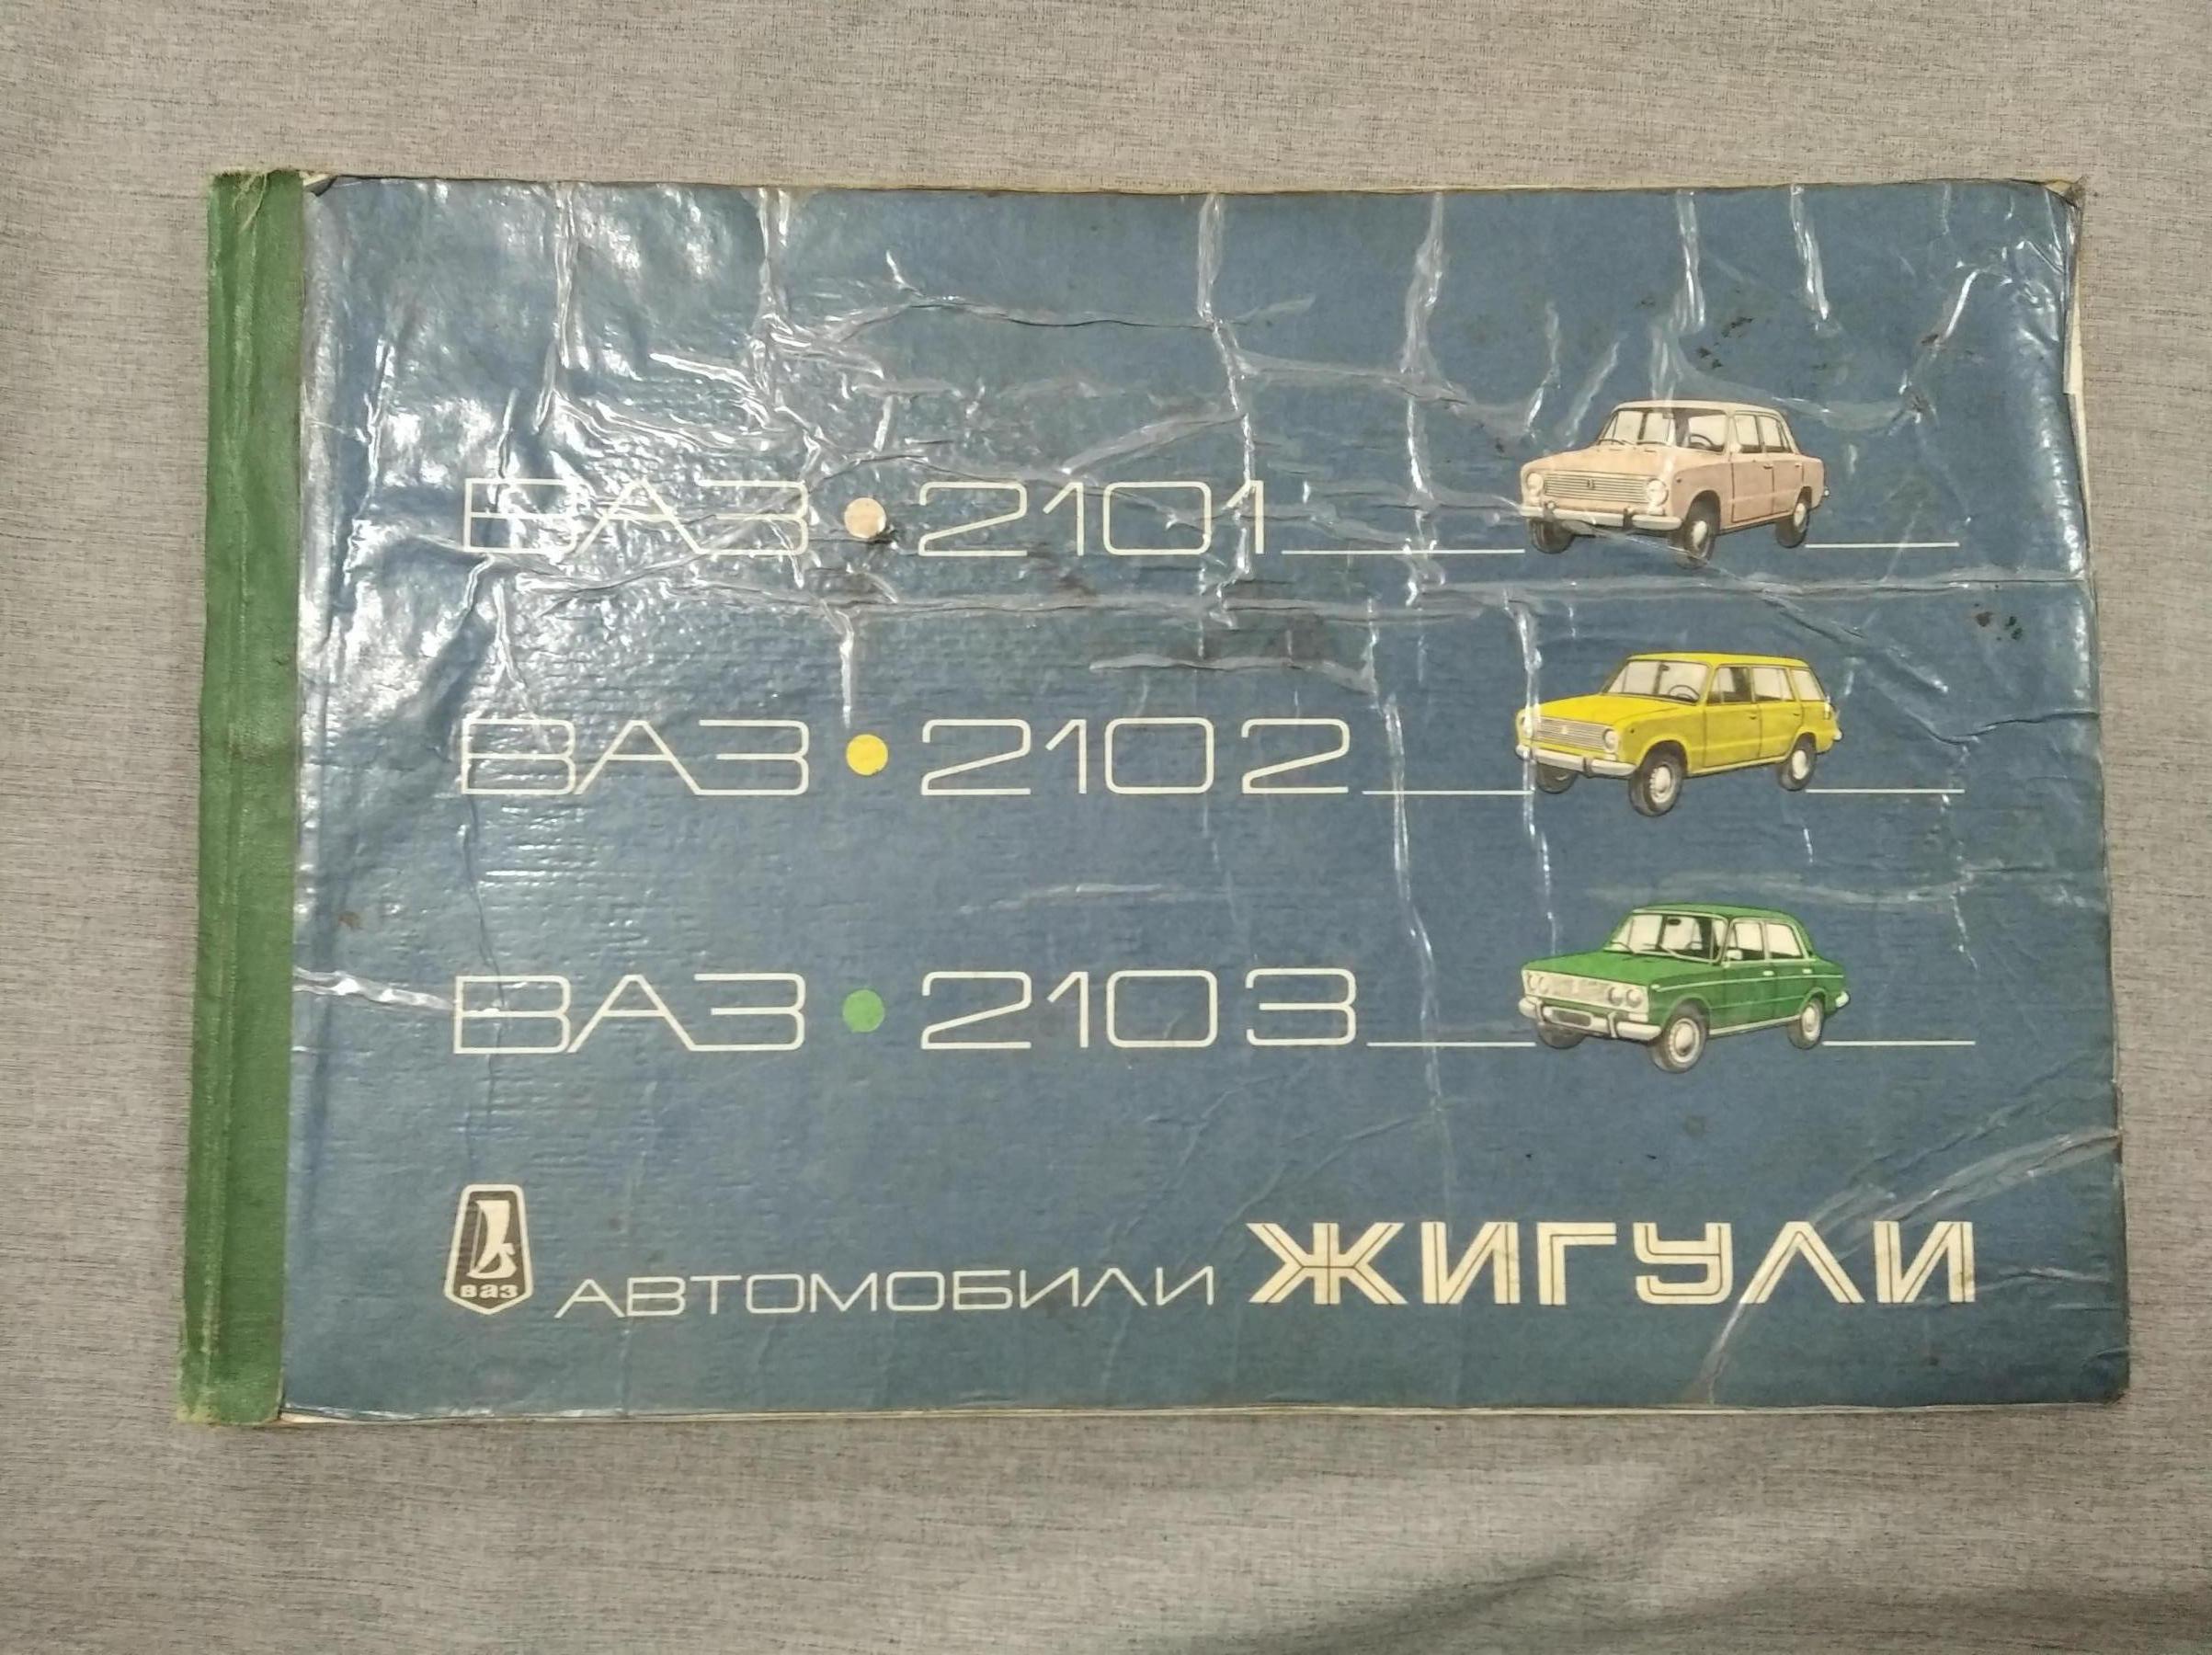 ВАЗ • 2101
ВАЗ • 2102
ВАЗ • 2103
ваз
АВТОМОБИЛИ ЖИГУЛИ